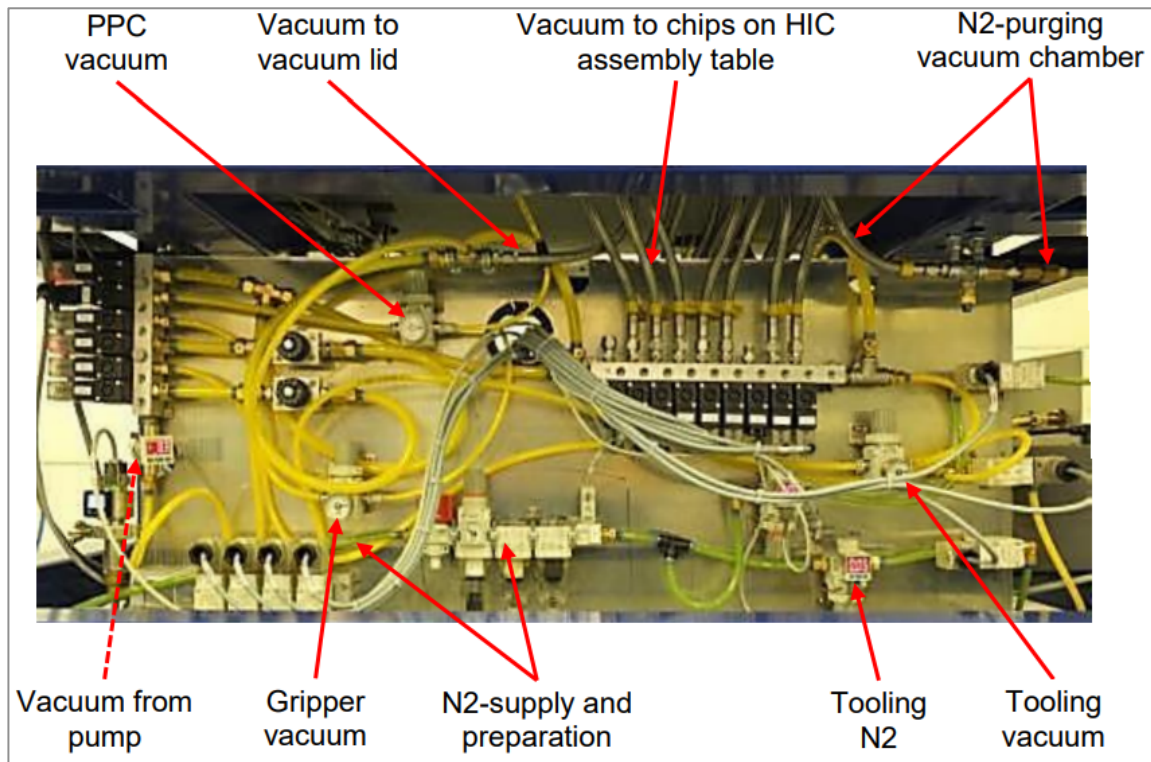 PPC
vacuum
Vacuum to
vacuum lid
Vacuum to chips on HIC
assembly table
N2-purging
vacuum chamber
Vacuum from
pump
Gripper
vacuum
N2-supply and
preparation
Tooling
N2
Tooling
vacuum